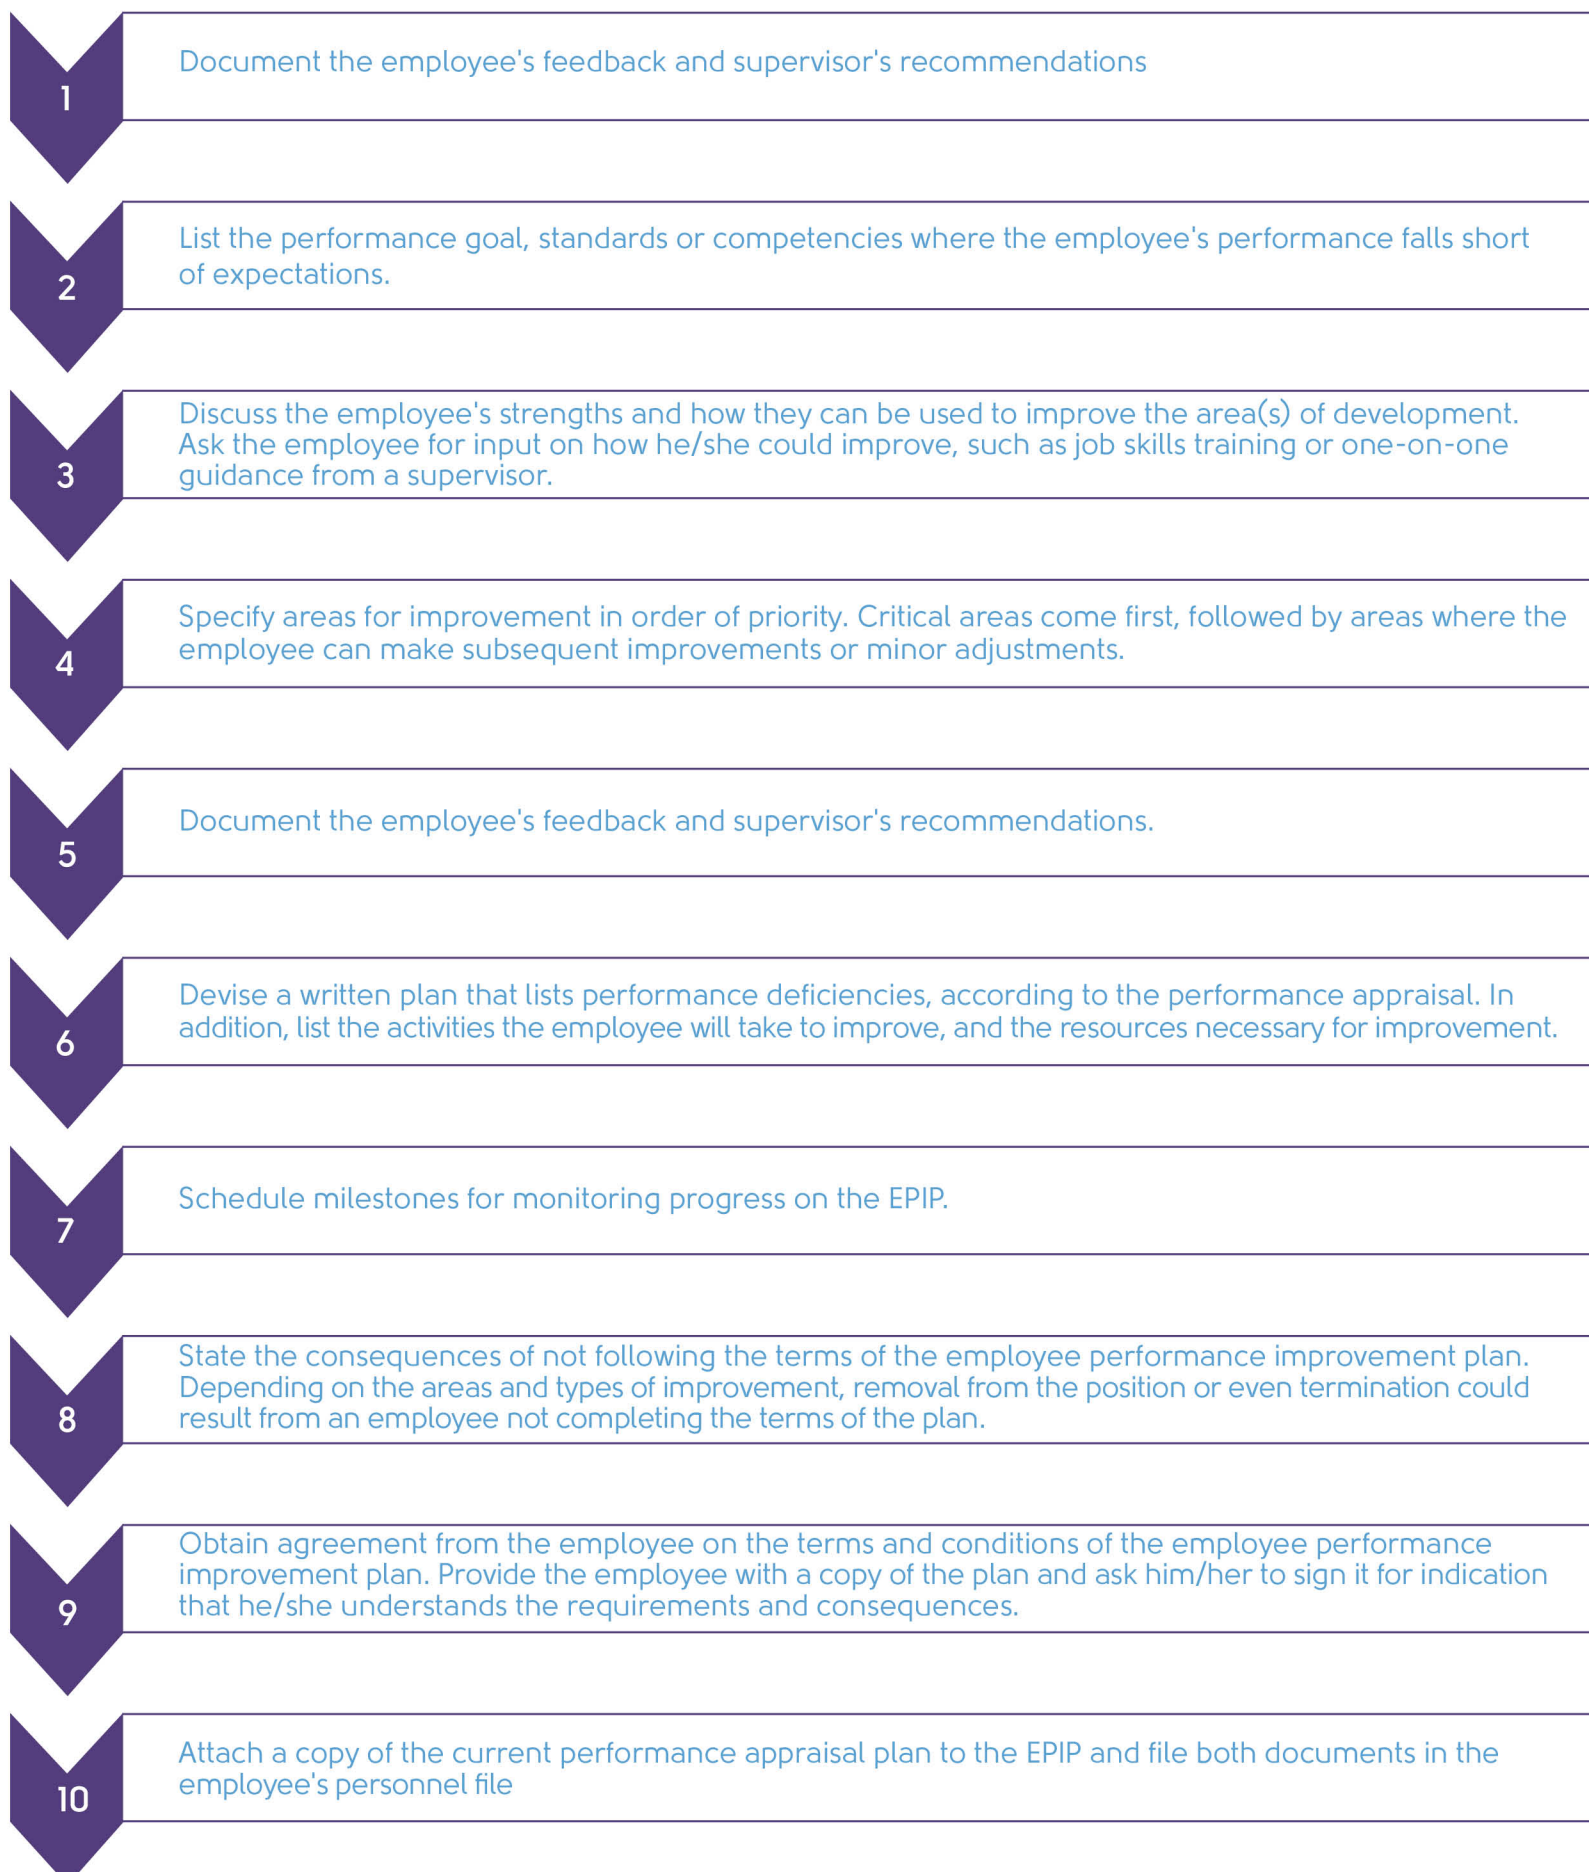 1
Document the employee's feedback and supervisor's recommendations
2
List the performance goal, standards or competencies where the employee's performance falls short
of expectations.
3
Discuss the employee's strengths and how they can be used to improve the area(s) of development.
Ask the employee for input on how he/she could improve, such as job skills training or one-on-one
guidance from a supervisor.
4
Specify areas for improvement in order of priority. Critical areas come first, followed by areas where the
employee can make subsequent improvements or minor adjustments.
5
Document the employee's feedback and supervisor's recommendations.
6
Devise a written plan that lists performance deficiencies, according to the performance appraisal. In
addition, list the activities the employee will take to improve, and the resources necessary for improvement.
7
Schedule milestones for monitoring progress on the EPIP.
8
State the consequences of not following the terms of the employee performance improvement plan.
Depending on the areas and types of improvement, removal from the position or even termination could
result from an employee not completing the terms of the plan.
9
Obtain agreement from the employee on the terms and conditions of the employee performance
improvement plan. Provide the employee with a copy of the plan and ask him/her to sign it for indication
that he/she understands the requirements and consequences.
10
Attach a copy of the current performance appraisal plan to the EPIP and file both documents in the
employee's personnel file